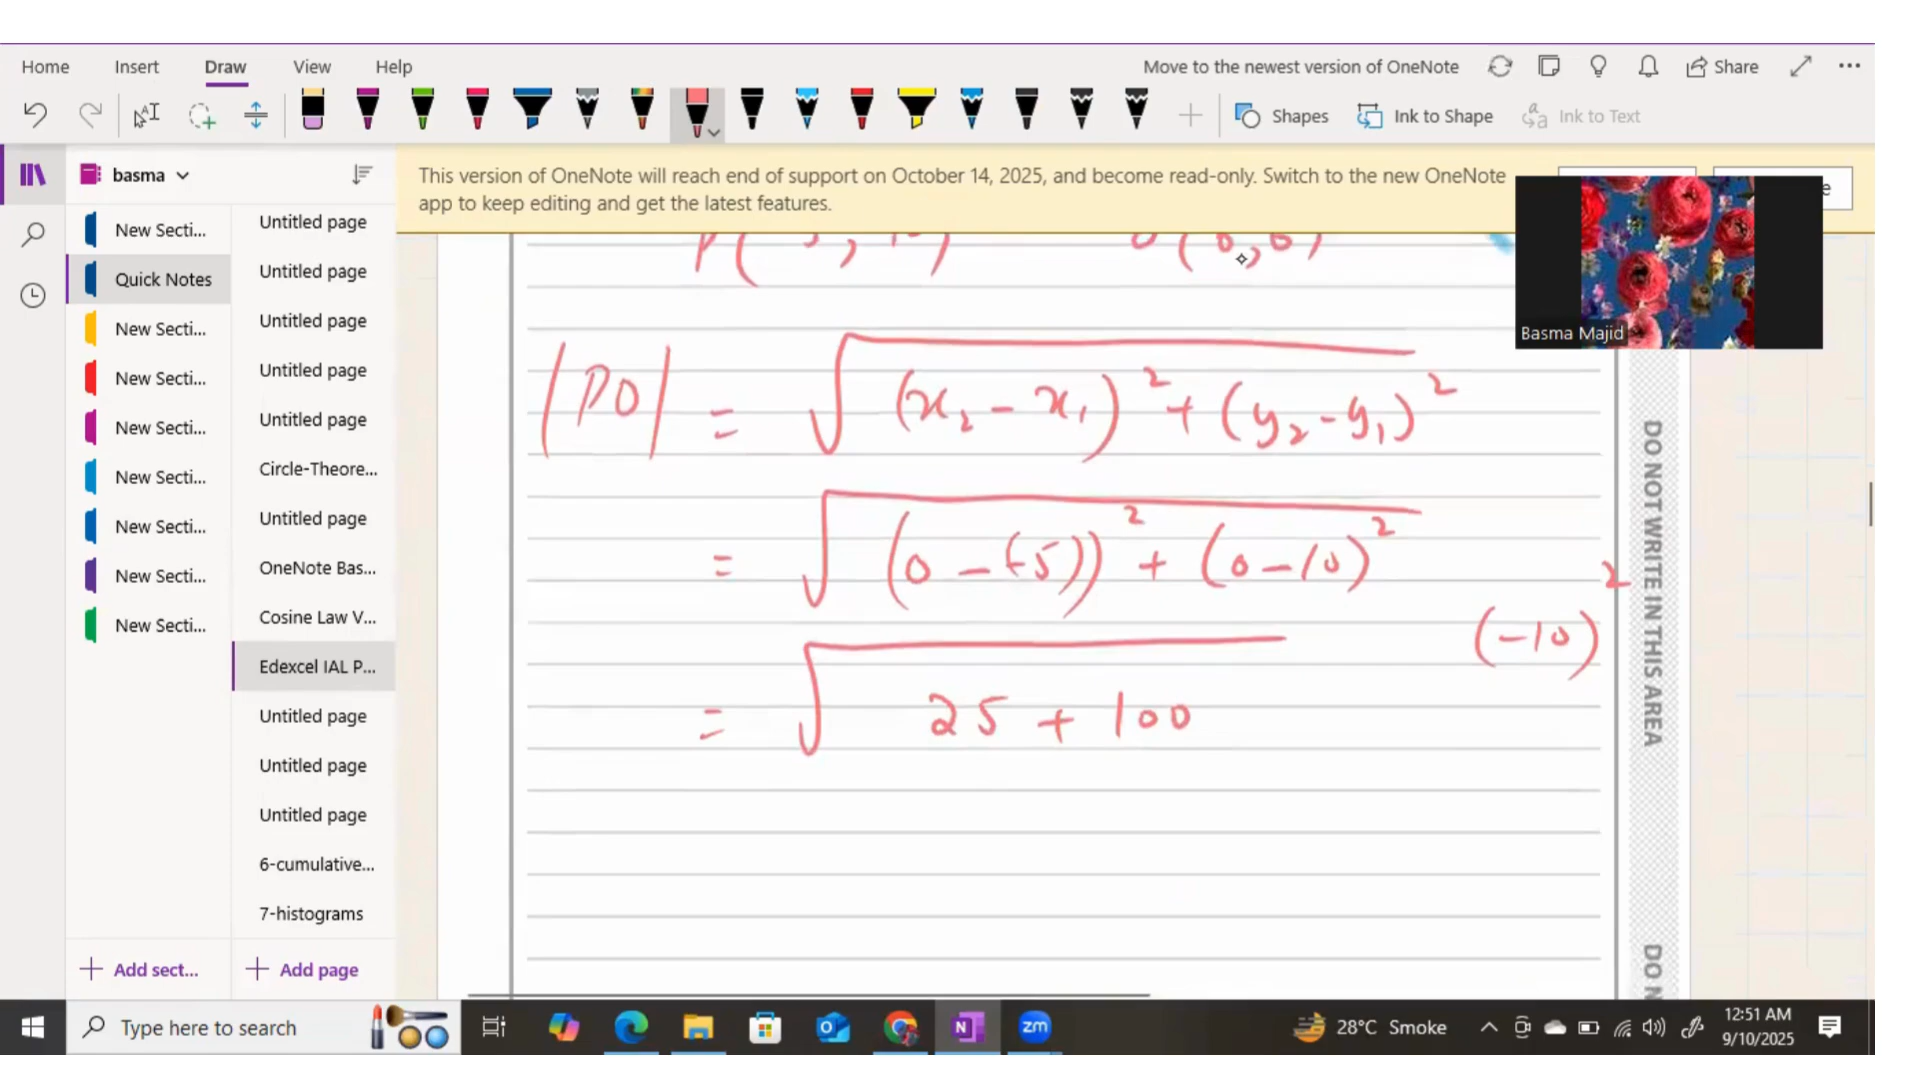 Home Insert Draw View Help Move to the newest version of OneNote Share
Shapes Ink to Shape Ink to Text
basma
This version of OneNote will reach end of support on October 14, 2025, and become read-only. Switch to the new OneNote
app to keep editing and get the latest features.
New Secti...
Quick Notes
New Secti...
New Secti...
New Secti...
New Secti...
New Secti...
New Secti...
New Secti...
Add sect...
Untitled page
Untitled page
Untitled page
Untitled page
Untitled page
Circle-Theore...
Untitled page
OneNote Bas...
Cosine Law V...
Edexcel IAL P...
Untitled page
Untitled page
Untitled page
6-cumulative...
7-histograms
Add page
Basma Majid
|PO| = √(x₂ - x₁)² + (y₂ - y₁)²
= √(0 - (-5))² + (0 - 10)²
(-10)²
= √25 + 100
DO NOT WRITE IN THIS AREA
DO N
Type here to search
zm
28°C Smoke
12:51 AM
9/10/2025